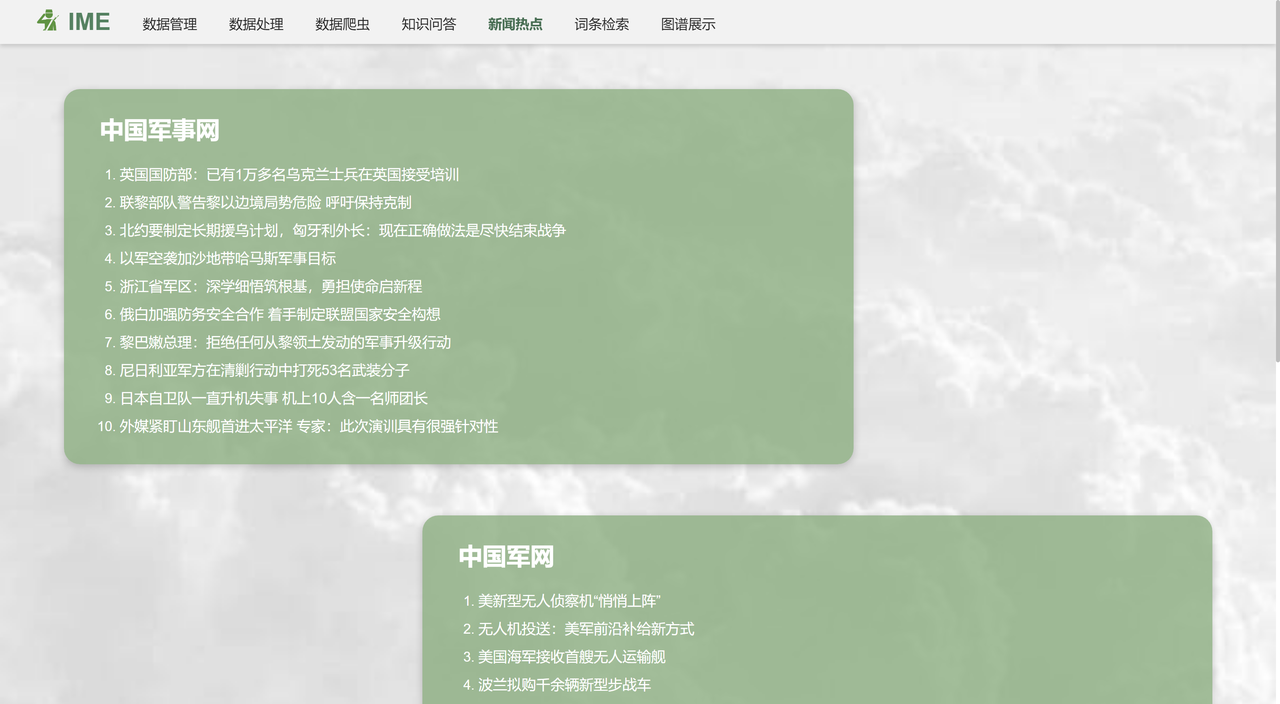 IME 数据管理 数据处理 数据爬虫 知识问答 新闻热点 词条检索 图谱展示
中国军事网
1. 英国国防部：已有1万多名乌克兰士兵在英国接受培训
2. 联黎部队警告黎以边境局势危险 呼吁保持克制
3. 北约要制定长期援乌计划，匈牙利外长：现在正确做法是尽快结束战争
4. 以军空袭加沙地带哈马斯军事目标
5. 浙江省军区：深学细悟筑根基，勇担使命启新程
6. 俄白加强防务安全合作 着手制定联盟国家安全构想
7. 黎巴嫩总理：拒绝任何从黎领土发动的军事升级行动
8. 尼日利亚军方在清剿行动中打死53名武装分子
9. 日本自卫队一直升机失事 机上10人含一名师团长
10. 外媒紧盯山东舰首进太平洋 专家：此次演训具有很强针对性
中国军网
1. 美新型无人侦察机“悄悄上阵”
2. 无人机投送：美军前沿补给新方式
3. 美国海军接收首艘无人运输舰
4. 波兰拟购千余辆新型步战车